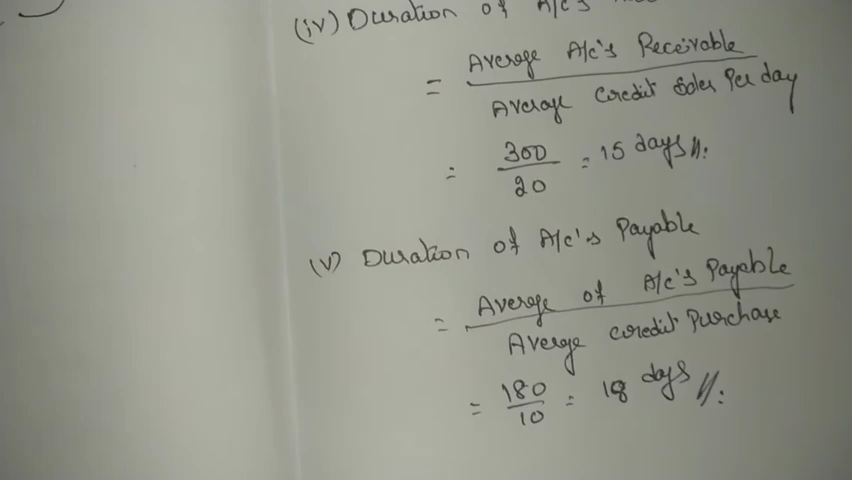 (iv) Duration of A/c's
= Average A/c's Receivable
Average credit Sales Per day
= 300
20
= 15 days //.
(v) Duration of A/c's Payable
= Average of A/c's Payable
Average credit Purchase
= 180
10
= 18 days //.